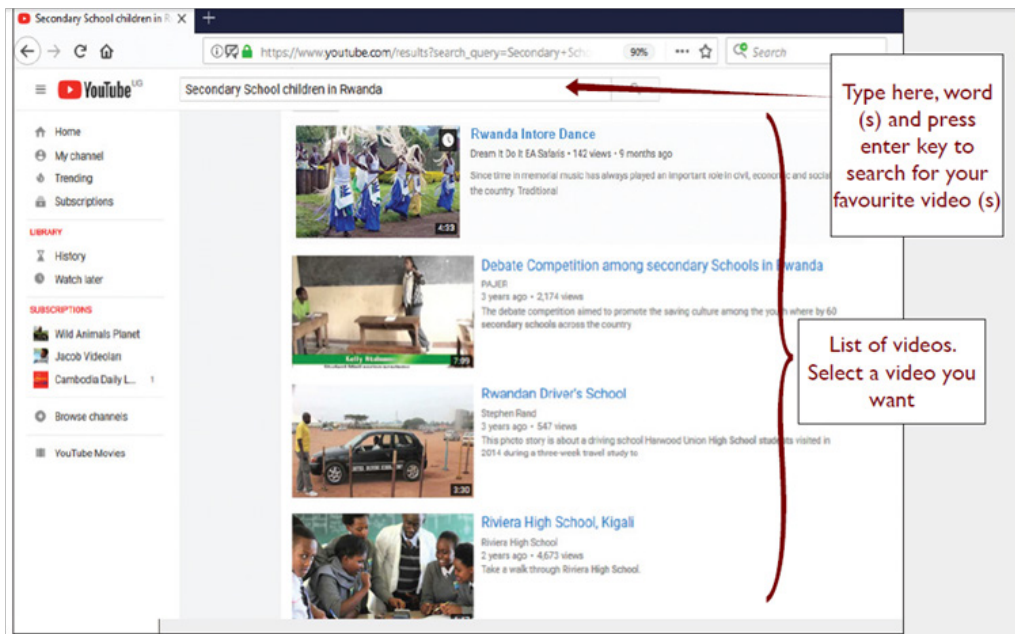 Secondary School children in R
https://www.youtube.com/results?search_query=Secondary+Scho
90%
Search
YouTube UG
Secondary School children in Rwanda
Type here, word
(s) and press
enter key to
search for your
favourite video (s)
Home
My channel
Trending
Subscriptions
LIBRARY
History
Watch later
SUBSCRIPTIONS
Wild Animals Planet
Jacob Videolan
Cambodia Daily L... 1
Browse channels
YouTube Movies
Rwanda Intore Dance
Dream It Do It EA Safaris • 142 views • 9 months ago
Since time in memorial music has always played an important role in civil, economic and social
the country. Traditional
4:23
Debate Competition among secondary Schools in Rwanda
PAJER
3 years ago • 2,174 views
The debate competition aimed to promote the saving culture among the youth where by 60
secondary schools across the country
Kelly
7:09
List of videos.
Select a video you
want
Rwandan Driver's School
Stephen Rand
3 years ago • 547 views
This photo story is about a driving school Harwood Union High School students visited in
2014 during a three-week travel study to
3:30
Riviera High School, Kigali
Riviera High School
2 years ago • 4,673 views
Take a walk through Riviera High School.